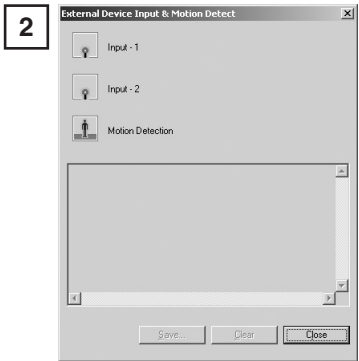 2
External Device Input & Motion Detect
Input - 1
Input - 2
Motion Detection
Save...
Clear
Close